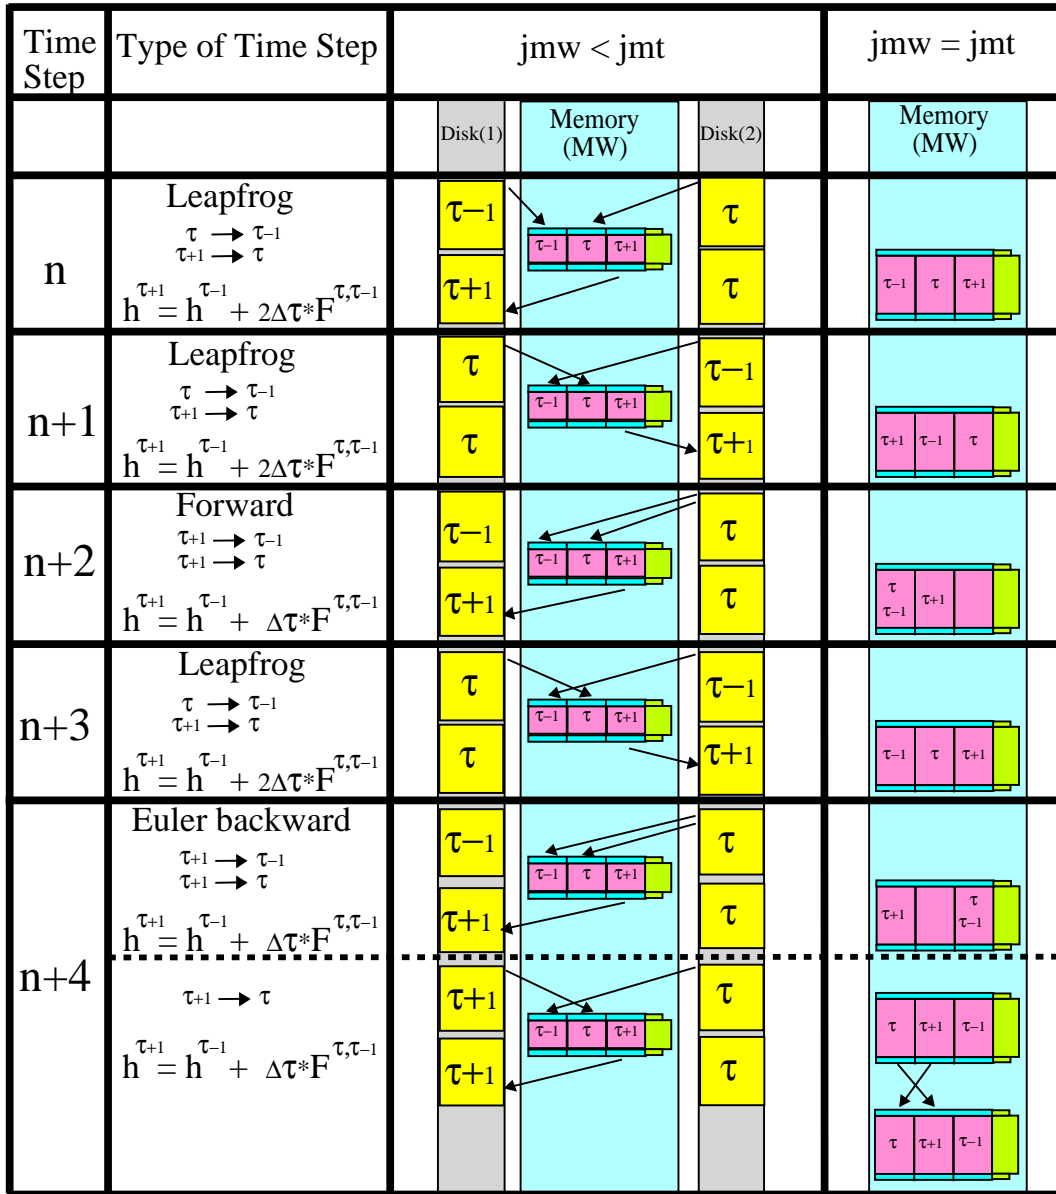 Time Step
Type of Time Step
jmw < jmt
jmw = jmt
Disk(1)
Memory (MW)
Disk(2)
Memory (MW)
n
Leapfrog
τ → τ−1
τ+1 → τ
h^τ+1 = h^τ−1 + 2Δτ*F^τ,τ−1
τ−1
τ+1
τ−1 τ τ+1
τ
τ
τ−1 τ τ+1
n+1
Leapfrog
τ → τ−1
τ+1 → τ
h^τ+1 = h^τ−1 + 2Δτ*F^τ,τ−1
τ
τ
τ−1 τ τ+1
τ−1
τ+1
τ+1 τ−1 τ
n+2
Forward
τ+1 → τ−1
τ+1 → τ
h^τ+1 = h^τ−1 + Δτ*F^τ,τ−1
τ−1
τ+1
τ−1 τ τ+1
τ
τ
τ
τ−1
τ+1
n+3
Leapfrog
τ → τ−1
τ+1 → τ
h^τ+1 = h^τ−1 + 2Δτ*F^τ,τ−1
τ
τ
τ−1 τ τ+1
τ−1
τ+1
τ−1 τ τ+1
n+4
Euler backward
τ+1 → τ−1
τ+1 → τ
h^τ+1 = h^τ−1 + Δτ*F^τ,τ−1
τ−1
τ+1
τ−1 τ τ+1
τ
τ
τ+1
τ
τ−1
τ+1 → τ
h^τ+1 = h^τ−1 + Δτ*F^τ,τ−1
τ+1
τ+1
τ−1 τ τ+1
τ
τ
τ τ+1 τ−1
τ τ+1 τ−1